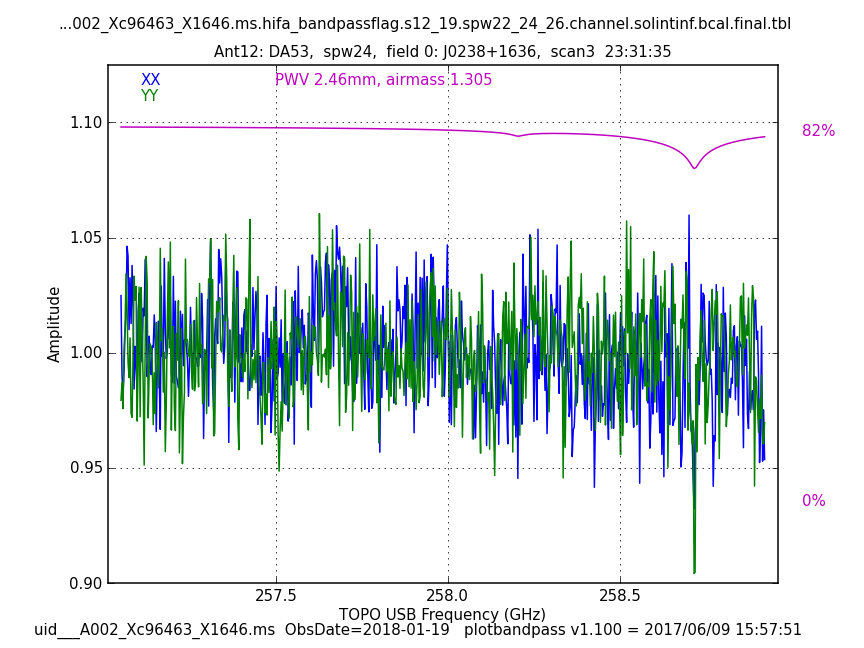 ...002_Xc96463_X1646.ms.hifa_bandpassflag.s12_19.spw22_24_26.channel.solintinf.bcal.final.tbl
Ant12: DA53,  spw24,  field 0: J0238+1636,  scan3  23:31:35
XX
PWV 2.46mm, airmass 1.305
YY
1.10
82%
1.05
Amplitude
1.00
0.95
0%
0.90
257.5
258.0
258.5
TOPO USB Frequency (GHz)
uid___A002_Xc96463_X1646.ms  ObsDate=2018-01-19   plotbandpass v1.100 = 2017/06/09 15:57:51